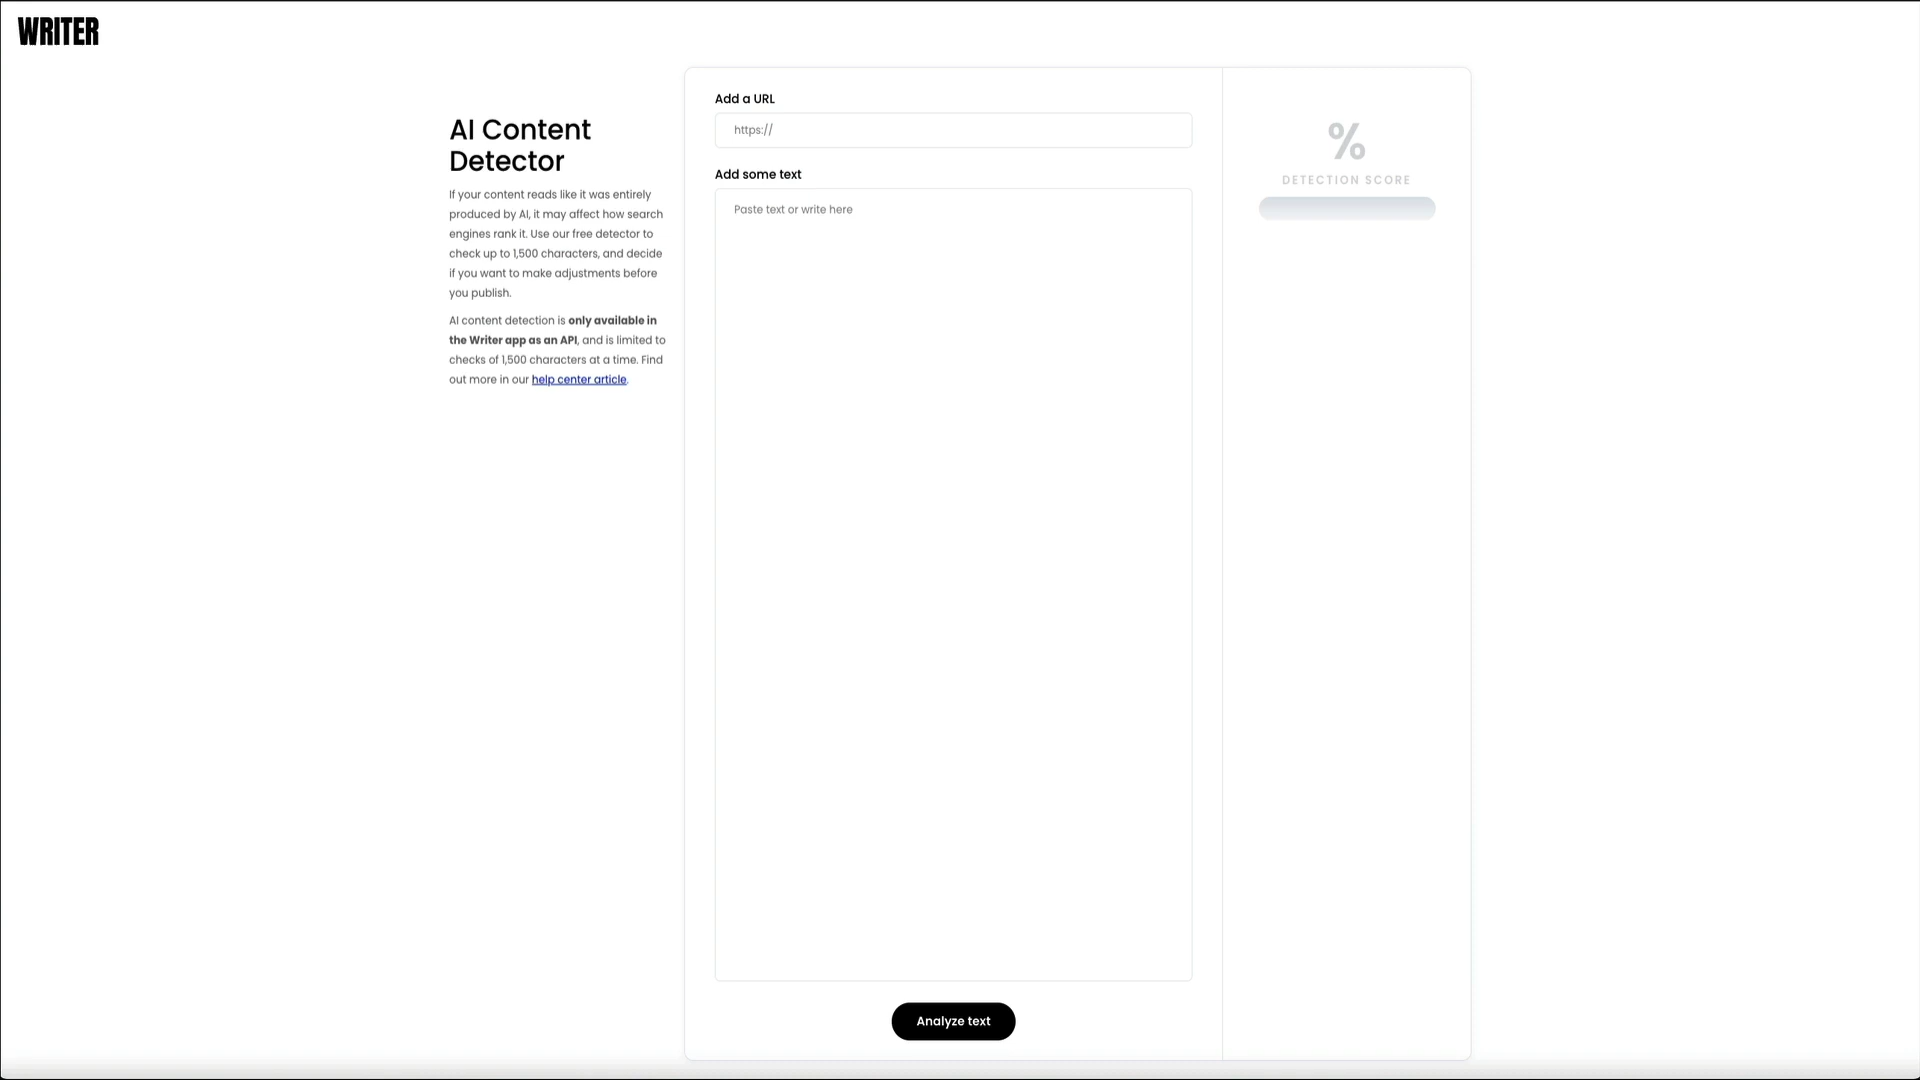 WRITER
AI Content
Detector
If your content reads like it was entirely
produced by AI, it may affect how search
engines rank it. Use our free detector to
check up to 1,500 characters, and decide
if you want to make adjustments before
you publish.
AI content detection is only available in
the Writer app as an API, and is limited to
checks of 1,500 characters at a time. Find
out more in our help center article.
Add a URL
https://
Add some text
Paste text or write here
Analyze text
%
DETECTION SCORE